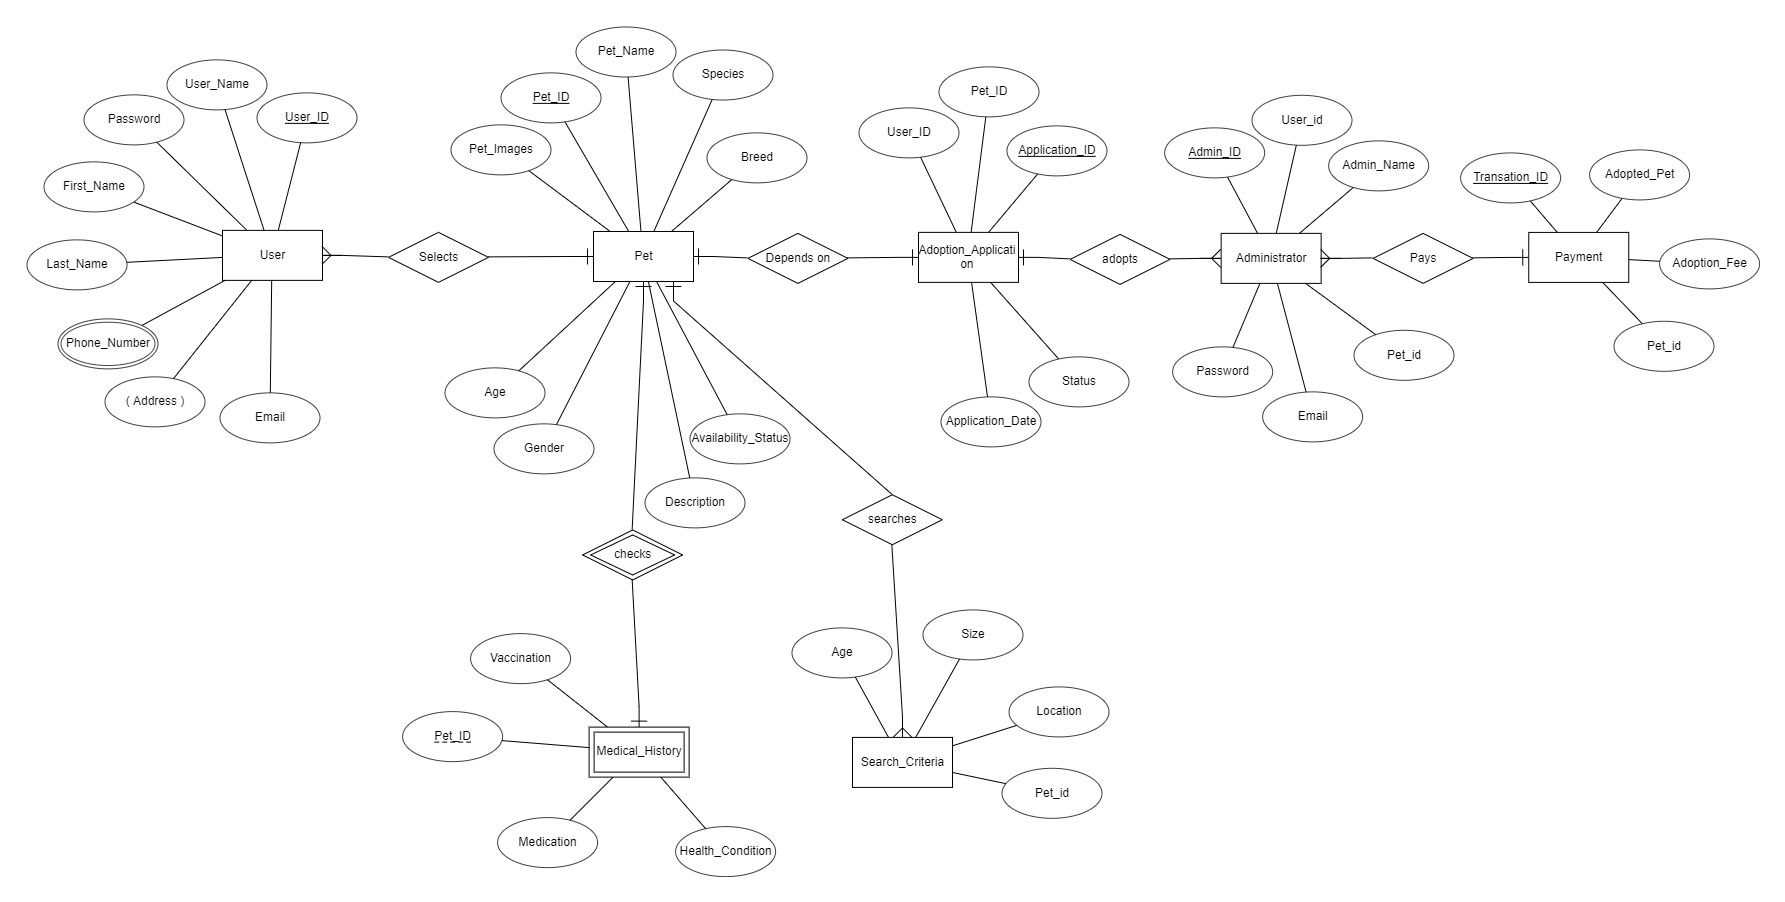 Pet_Name
Species
User_Name
Pet_ID
Pet_ID
Password
User_ID
User_ID
Application_ID
User_id
Admin_ID
Admin_Name
Pet_Images
Breed
Transation_ID
Adopted_Pet
First_Name
User
Selects
Pet
Depends on
Adoption_Applicati
on
adopts
Administrator
Pays
Payment
Adoption_Fee
Last_Name
Phone_Number
( Address )
Email
Age
Gender
Availability_Status
Description
Application_Date
Status
Password
Email
Pet_id
Pet_id
searches
checks
Vaccination
Pet_ID
Medical_History
Medication
Health_Condition
Age
Size
Location
Search_Criteria
Pet_id